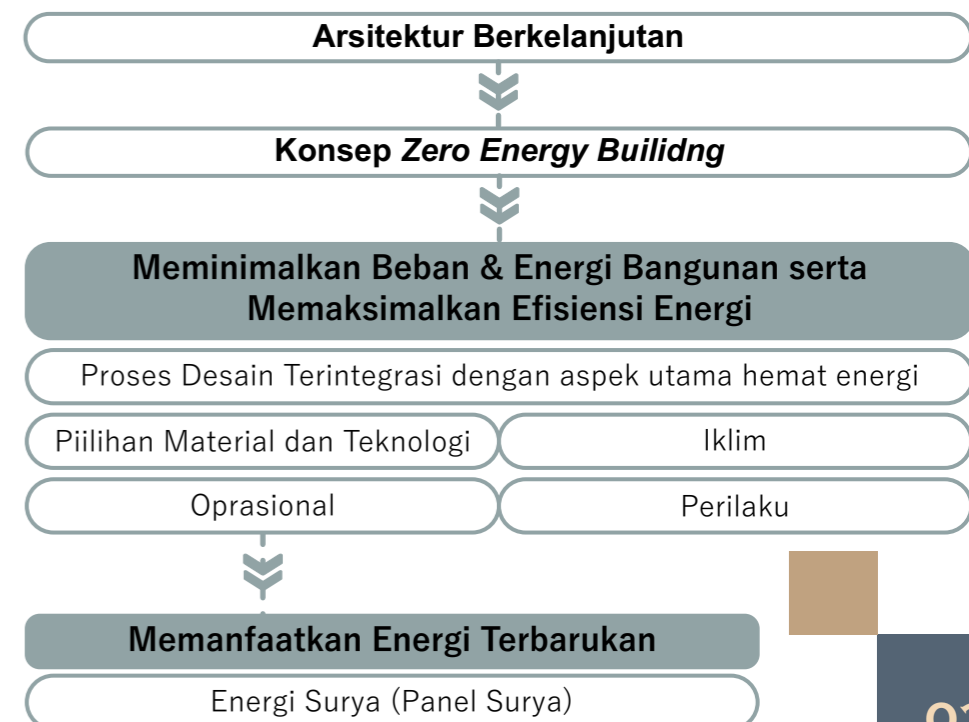 Arsitektur Berkelanjutan
Konsep Zero Energy Builidng
Meminimalkan Beban & Energi Bangunan serta
Memaksimalkan Efisiensi Energi
Proses Desain Terintegrasi dengan aspek utama hemat energi
Piilihan Material dan Teknologi
Iklim
Oprasional
Perilaku
Memanfaatkan Energi Terbarukan
Energi Surya (Panel Surya)